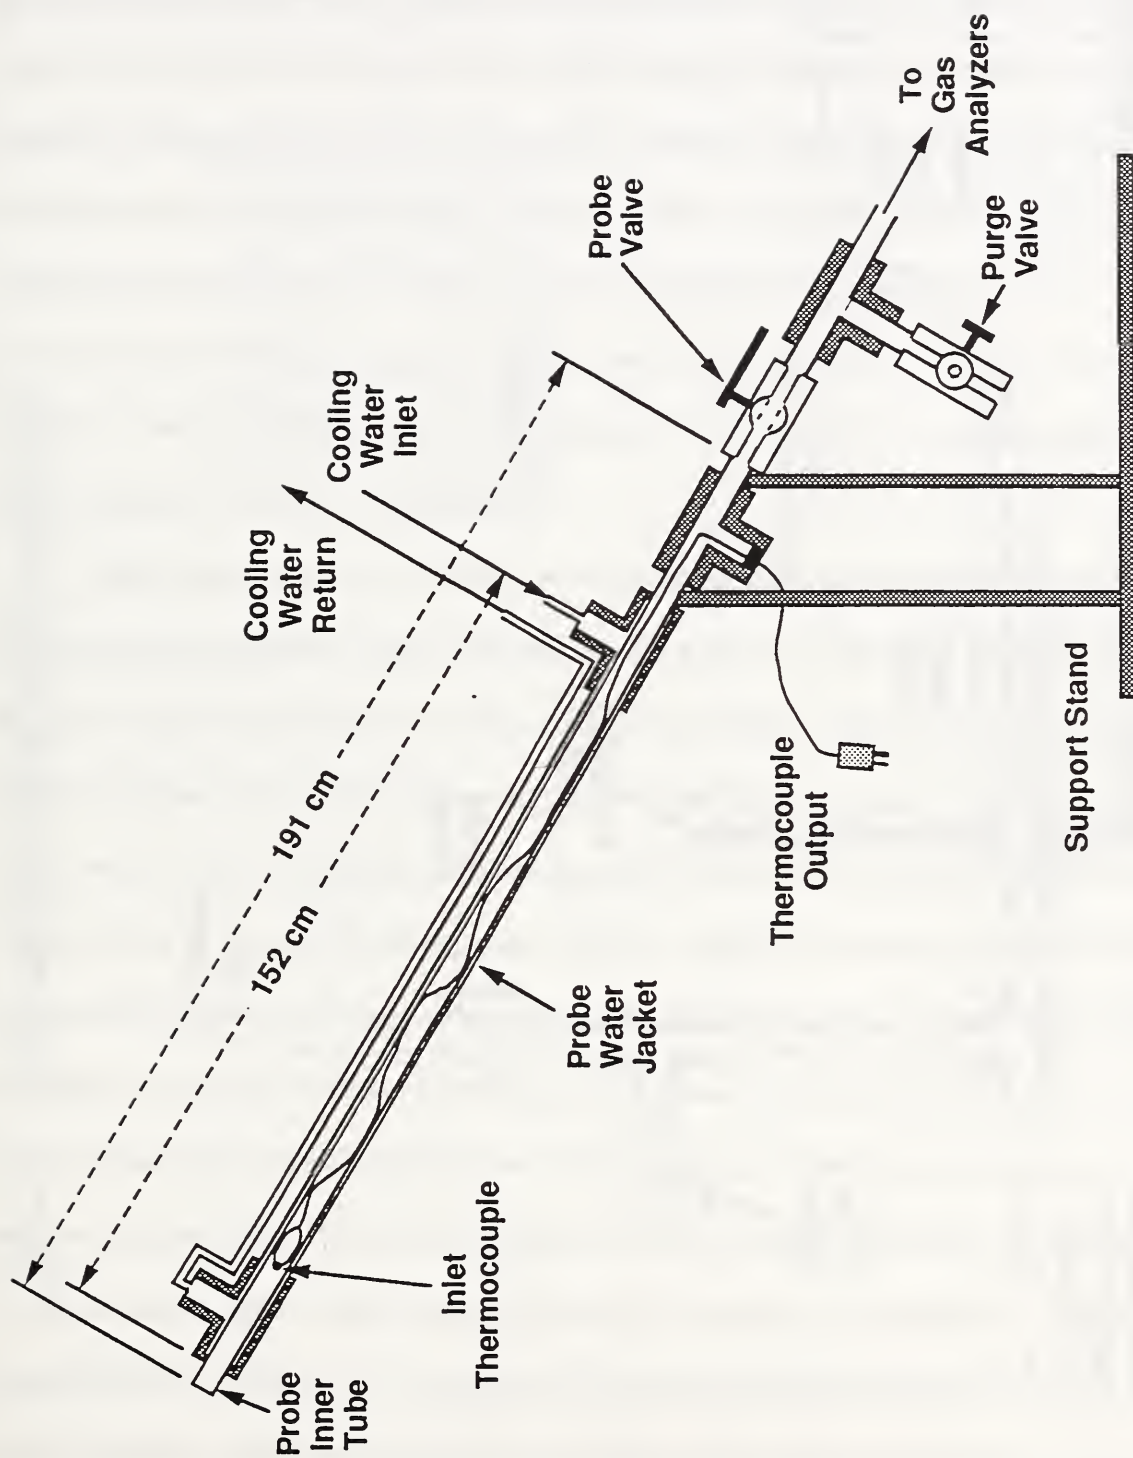 To
Gas
Analyzers
Probe
Valve
Purge
Valve
Cooling
Water
Inlet
Cooling
Water
Return
191 cm
152 cm
Thermocouple
Output
Support Stand
Probe
Water
Jacket
Inlet
Thermocouple
Probe
Inner
Tube